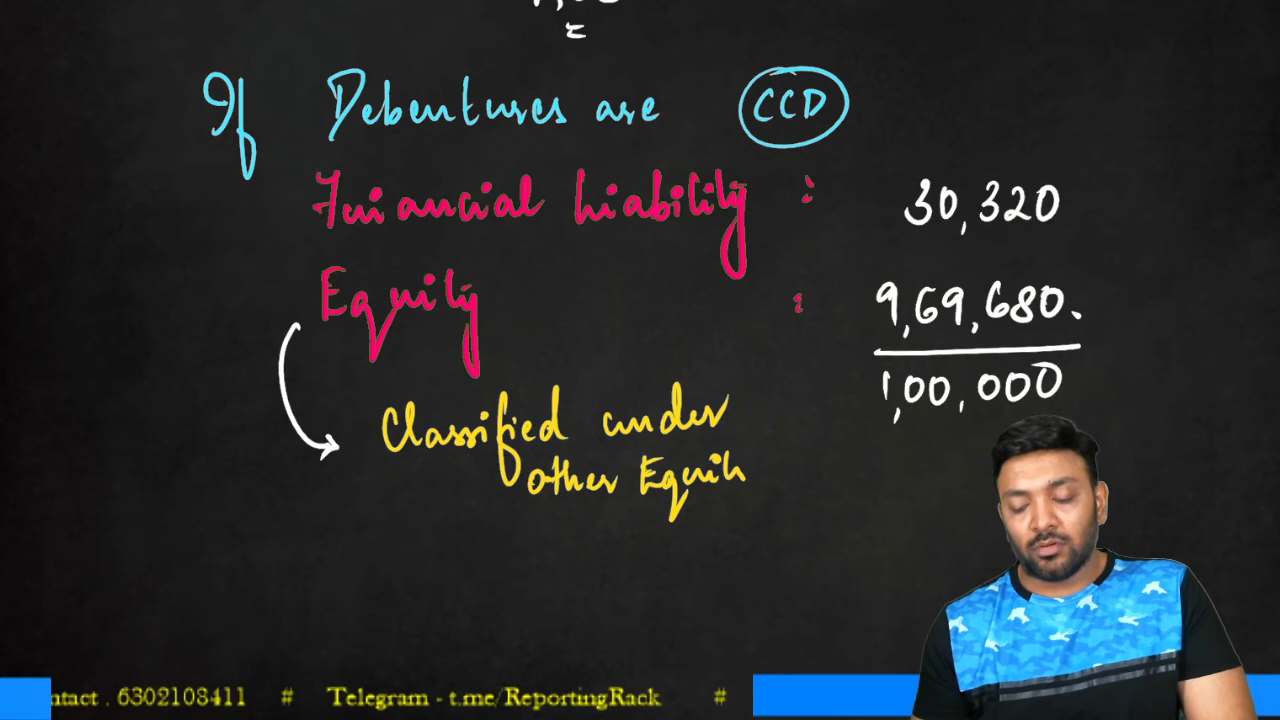 If Debentures are CCD
Financial Liability : 30,320
Equity : 9,69,680.
1,00,000
Classified under
other Equity
ntact . 6302108411 # Telegram - t.me/ReportingRack #